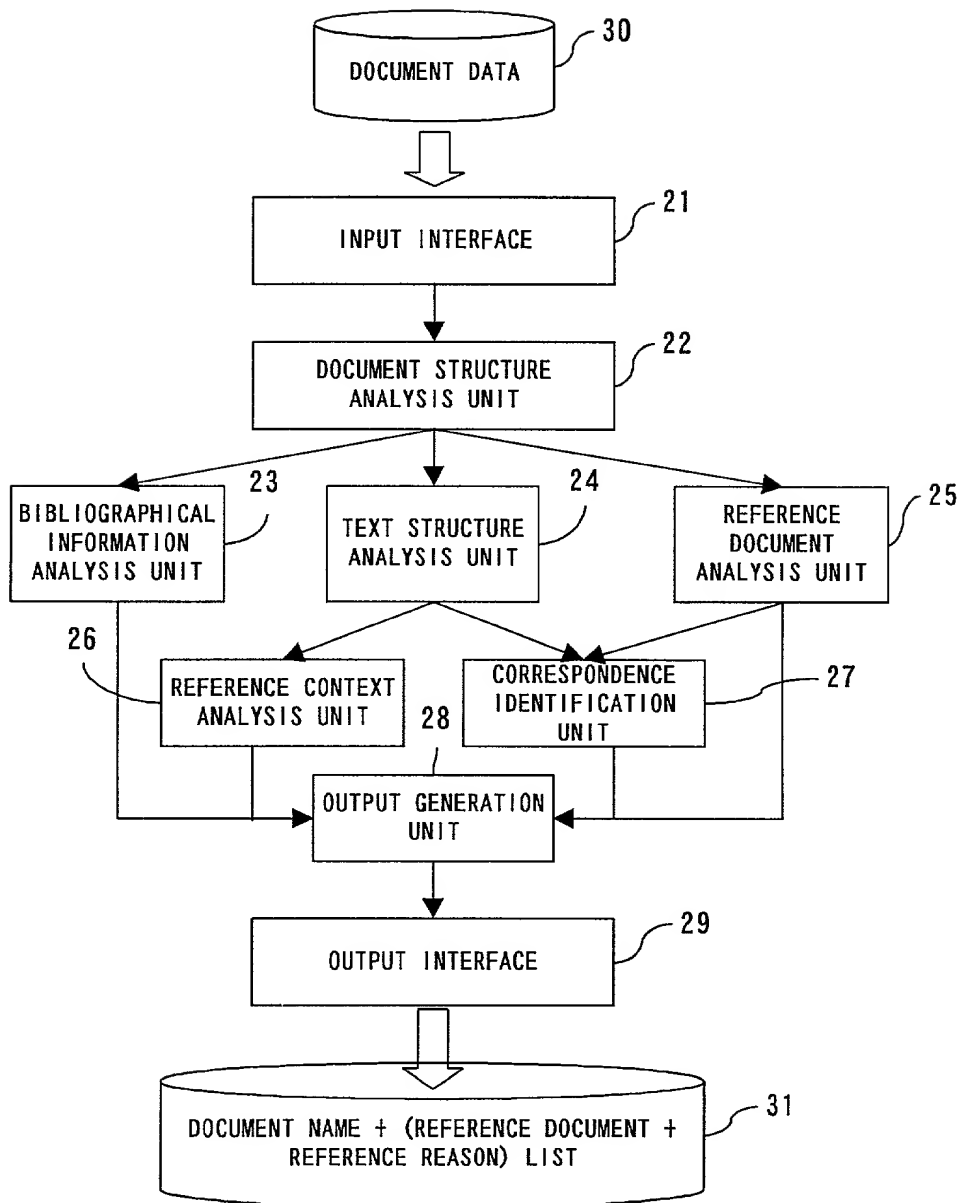 30
DOCUMENT DATA
21
INPUT INTERFACE
22
DOCUMENT STRUCTURE
ANALYSIS UNIT
23
BIBLIOGRAPHICAL
INFORMATION
ANALYSIS UNIT
24
TEXT STRUCTURE
ANALYSIS UNIT
25
REFERENCE
DOCUMENT
ANALYSIS UNIT
26
REFERENCE CONTEXT
ANALYSIS UNIT
27
CORRESPONDENCE
IDENTIFICATION
UNIT
28
OUTPUT GENERATION
UNIT
29
OUTPUT INTERFACE
31
DOCUMENT NAME + (REFERENCE DOCUMENT +
REFERENCE REASON) LIST